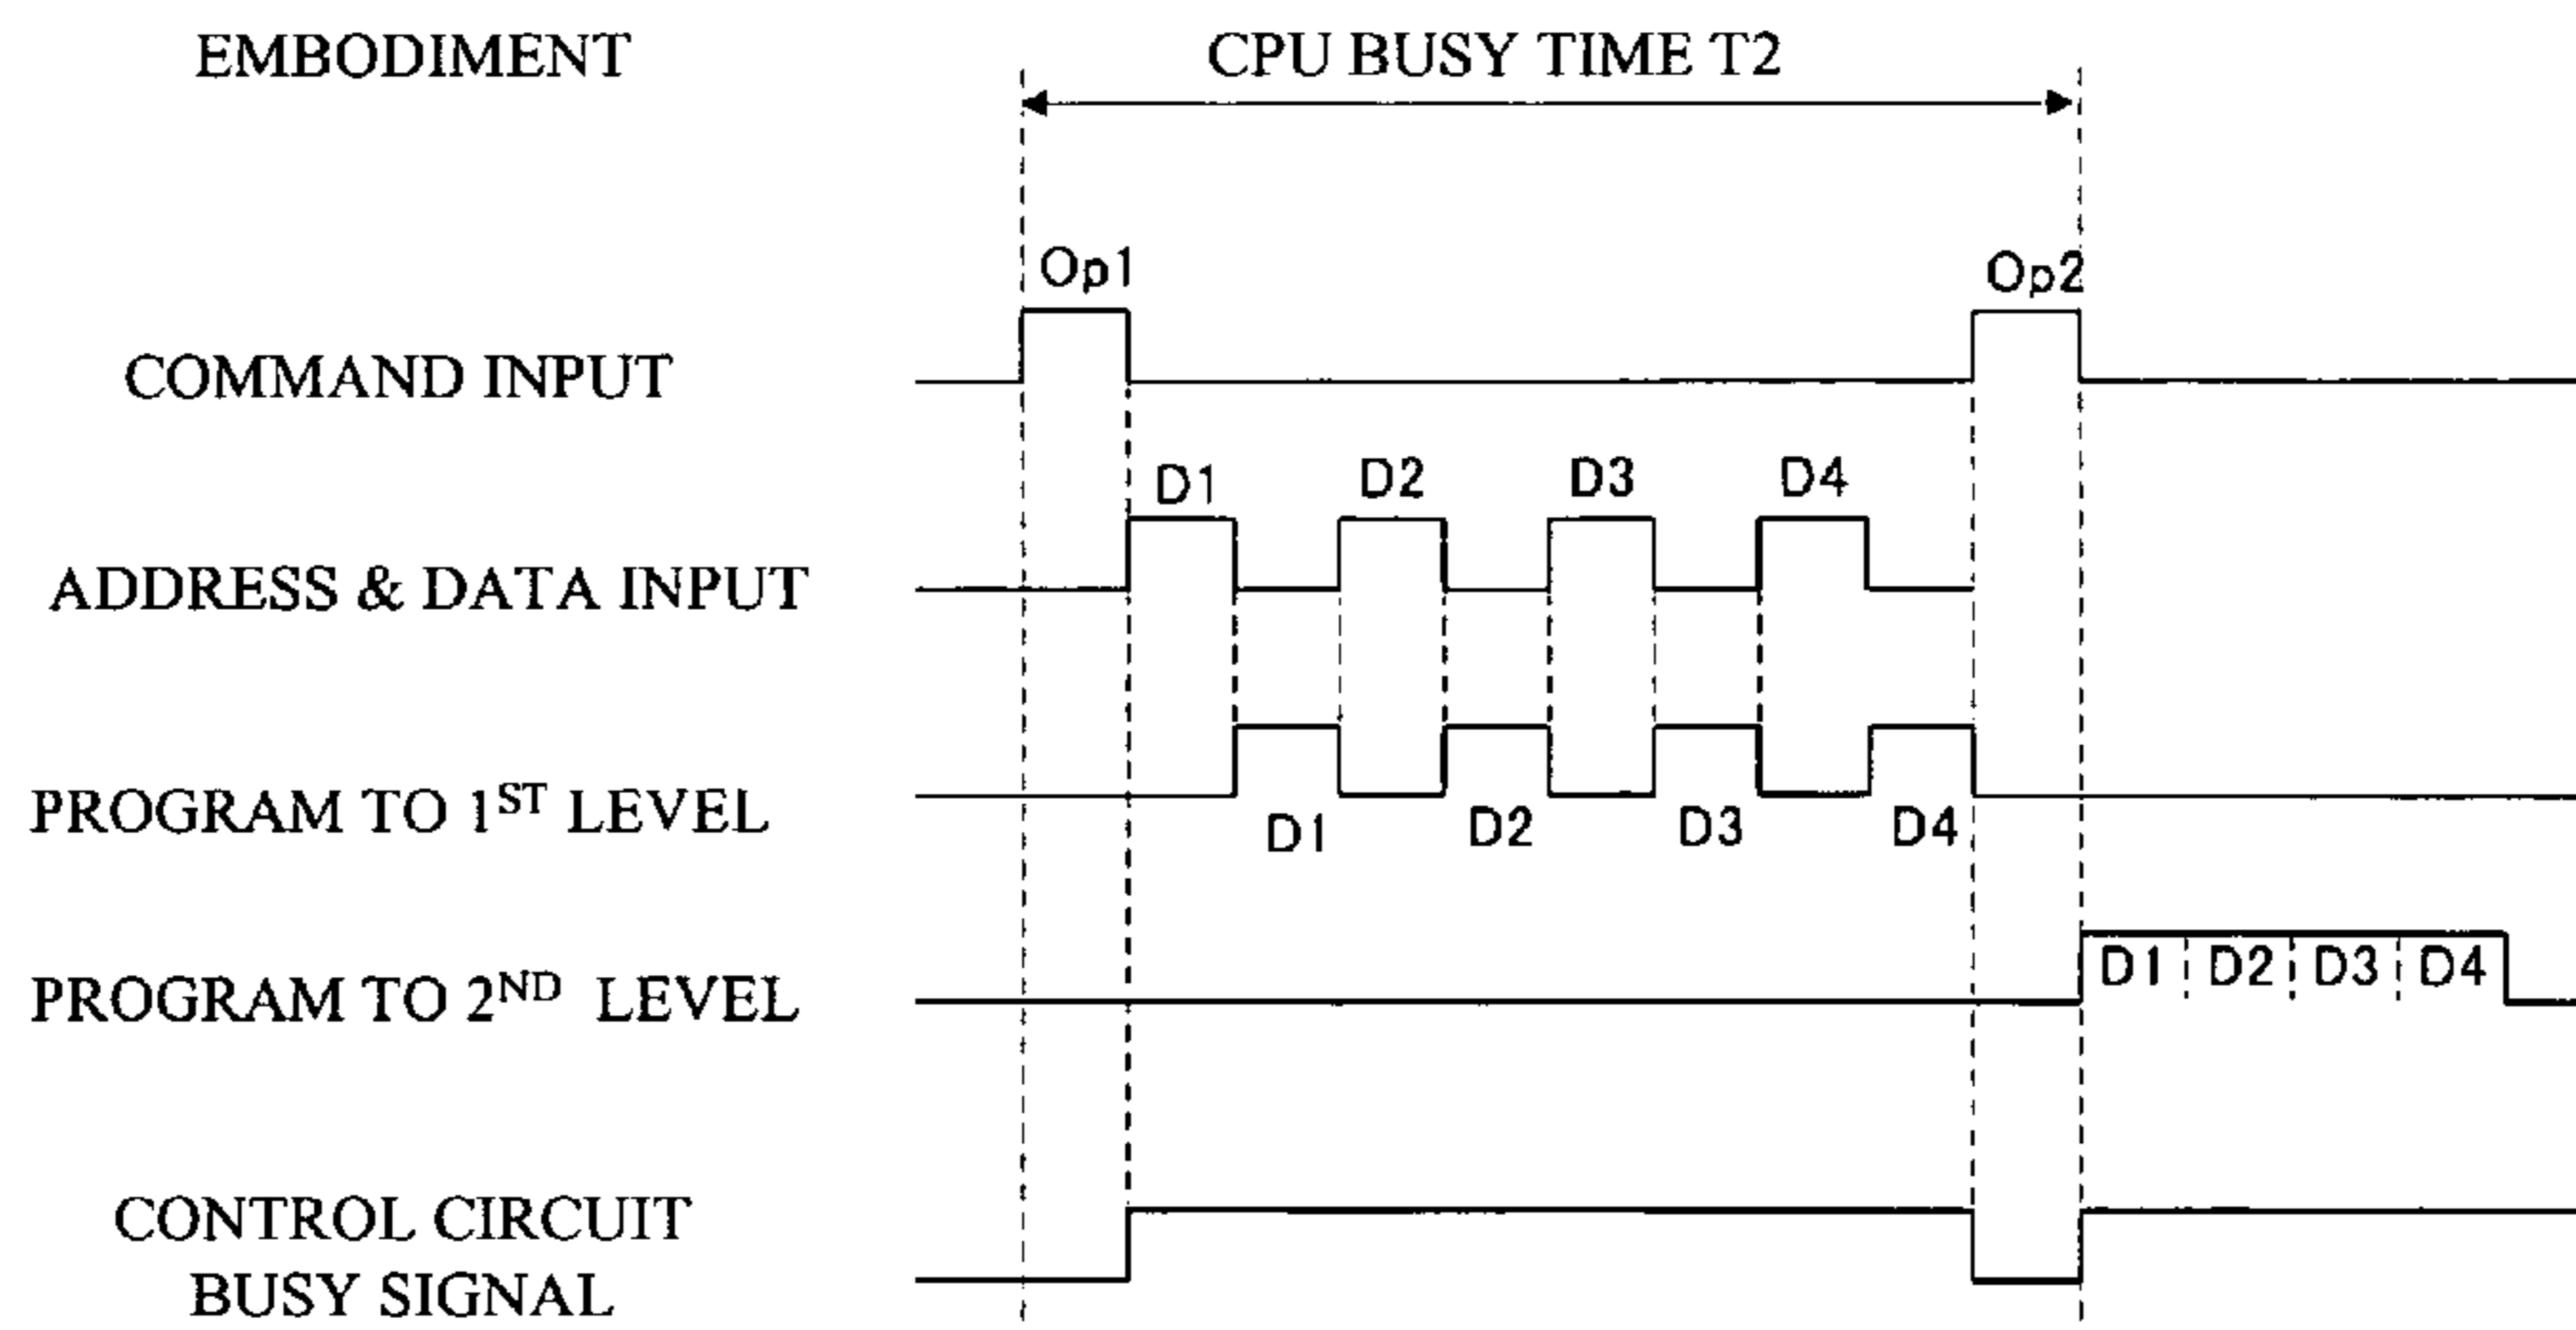 EMBODIMENT
CPU BUSY TIME T2
Op1
Op2
COMMAND INPUT
D1 D2 D3 D4
ADDRESS & DATA INPUT
PROGRAM TO 1ST LEVEL
D1 D2 D3 D4
PROGRAM TO 2ND LEVEL
D1 D2 D3 D4
CONTROL CIRCUIT
BUSY SIGNAL